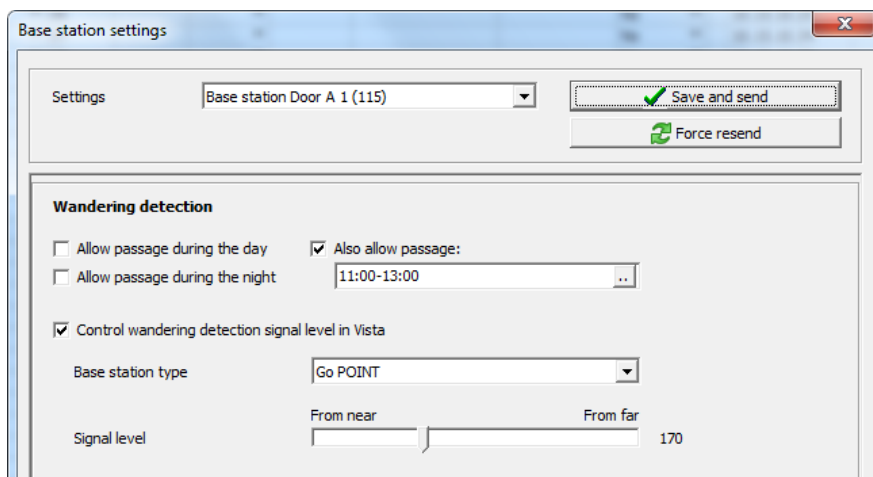 Base station settings
Settings
Base station Door A 1 (115)
Save and send
Force resend
Wandering detection
Allow passage during the day
Also allow passage:
Allow passage during the night
11:00-13:00
..
Control wandering detection signal level in Vista
Base station type
Go POINT
From near
From far
Signal level
170